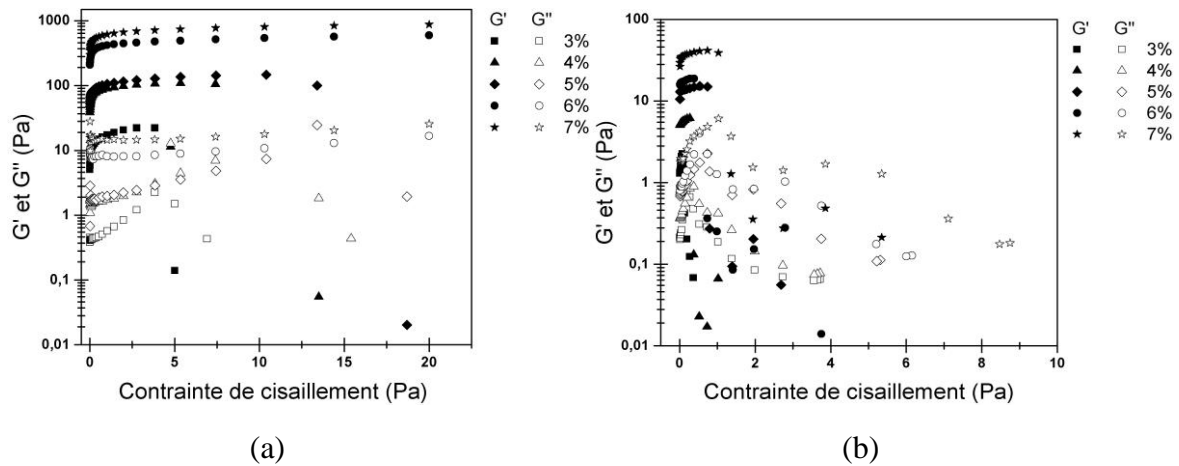 G' G"
3%
4%
5%
6%
7%
1000
100
10
1
0,1
0,01
0 5 10 15 20
G' et G" (Pa)
Contrainte de cisaillement (Pa)
(a)
G' G"
3%
4%
5%
6%
7%
100
10
1
0,1
0,01
0 2 4 6 8 10
G' et G" (Pa)
Contrainte de cisaillement (Pa)
(b)